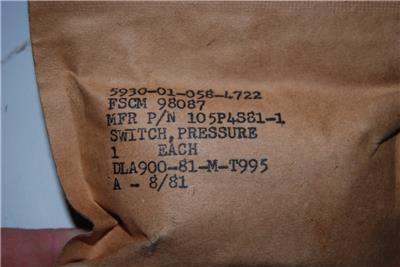 5930-01-058-4722
FSCM 98087
MFR P/N 105P4S81-1
SWITCH,PRESSURE
1 EACH
DLA900-81-M-T995
A - 8/81